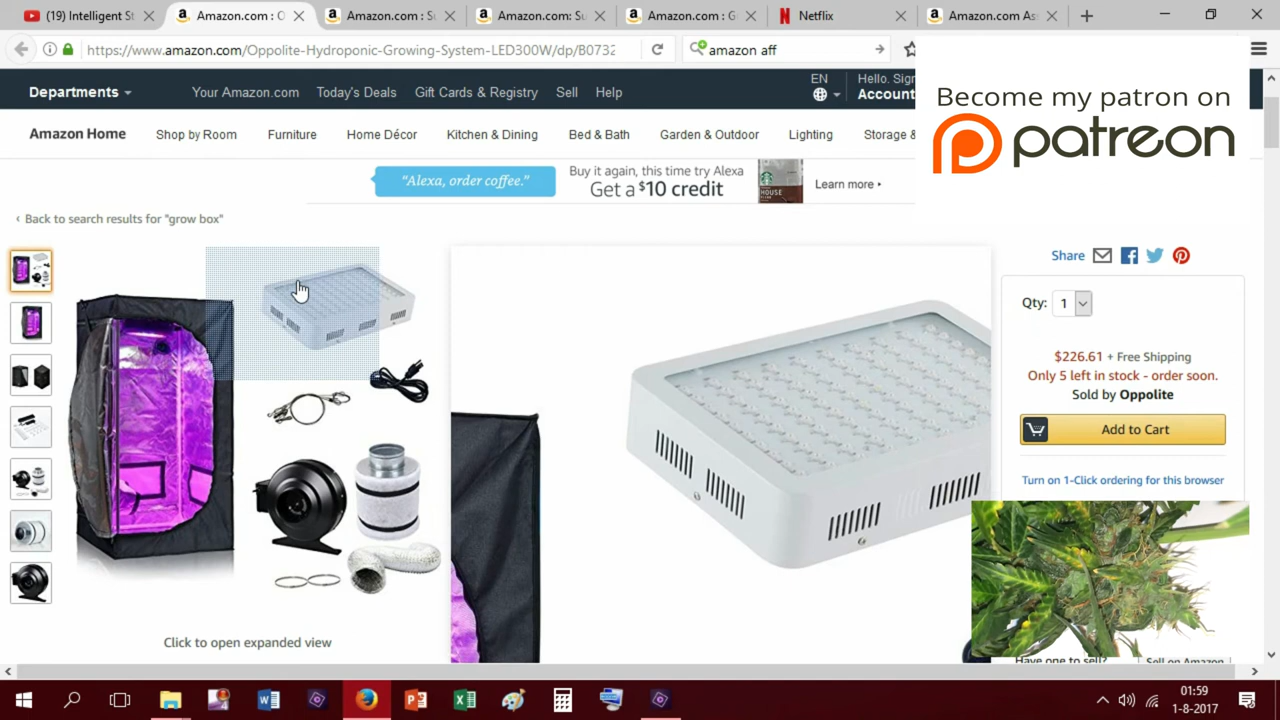 (19) Intelligent St
Amazon.com : O
Amazon.com : S
Amazon.com: Su
Amazon.com : G
Netflix
Amazon.com As
https://www.amazon.com/Oppolite-Hydroponic-Growing-System-LED300W/dp/B0732
amazon aff
Departments
Your Amazon.com
Today's Deals
Gift Cards & Registry
Sell
Help
EN
Hello. Sign
Account
Become my patron on
patreon
Amazon Home
Shop by Room
Furniture
Home Décor
Kitchen & Dining
Bed & Bath
Garden & Outdoor
Lighting
Storage &
"Alexa, order coffee."
Buy it again, this time try Alexa
Get a $10 credit
HOUSE
Learn more
Back to search results for "grow box"
Share
Qty: 1
$226.61 + Free Shipping
Only 5 left in stock - order soon.
Sold by Oppolite
Add to Cart
Turn on 1-Click ordering for this browser
Click to open expanded view
Have one to sell?
Sell on Amazon
01:59
1-8-2017